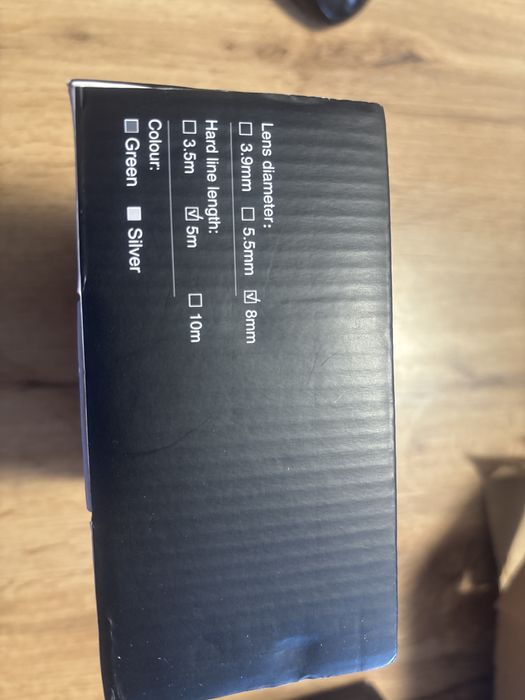 Lens diameter:
☐ 3.9mm ☐ 5.5mm ☑ 8mm
Hard line length:
☐ 3.5m ☑ 5m ☐ 10m
Colour:
☐ Green ■ Silver